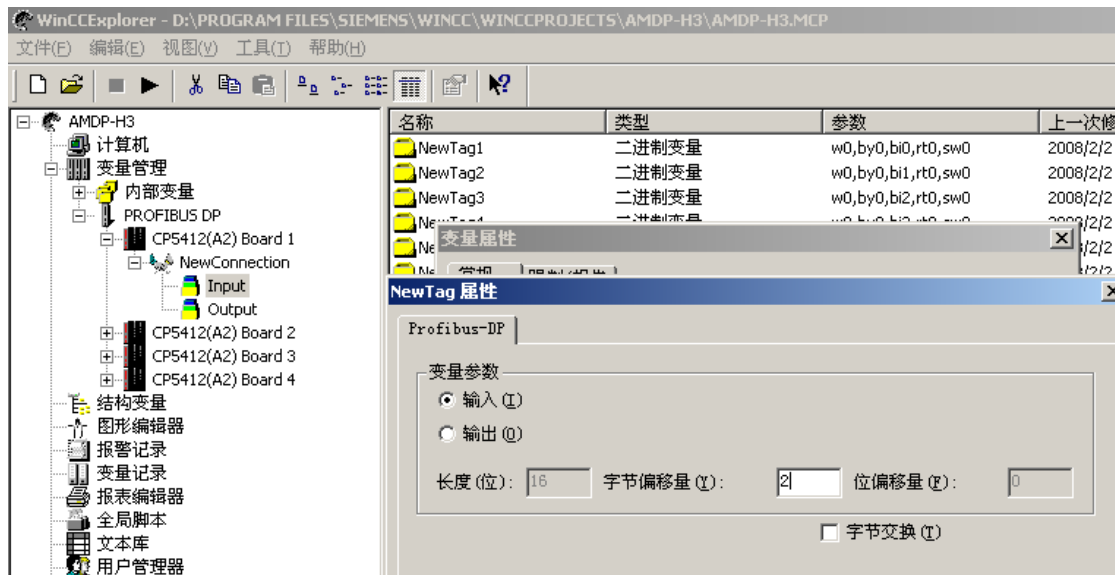 WinCCExplorer - D:\PROGRAM FILES\SIEMENS\WINCC\WINCCPROJECTS\AMDP-H3\AMDP-H3.MCP
文件(F) 编辑(E) 视图(V) 工具(T) 帮助(H)
AMDP-H3
计算机
变量管理
内部变量
PROFIBUS DP
CP5412(A2) Board 1
NewConnection
Input
Output
CP5412(A2) Board 2
CP5412(A2) Board 3
CP5412(A2) Board 4
结构变量
图形编辑器
报警记录
变量记录
报表编辑器
全局脚本
文本库
用户管理器
名称 类型 参数 上一次修
NewTag1 二进制变量 w0,by0,bi0,rt0,sw0 2008/2/2
NewTag2 二进制变量 w0,by0,bi1,rt0,sw0 2008/2/2
NewTag3 二进制变量 w0,by0,bi2,rt0,sw0 2008/2/2
变量属性
常规
NewTag 属性
Profibus-DP
变量参数
输入(I)
输出(O)
长度(位): 16 字节偏移量(Y): 2 位偏移量(F): 0
字节交换(T)